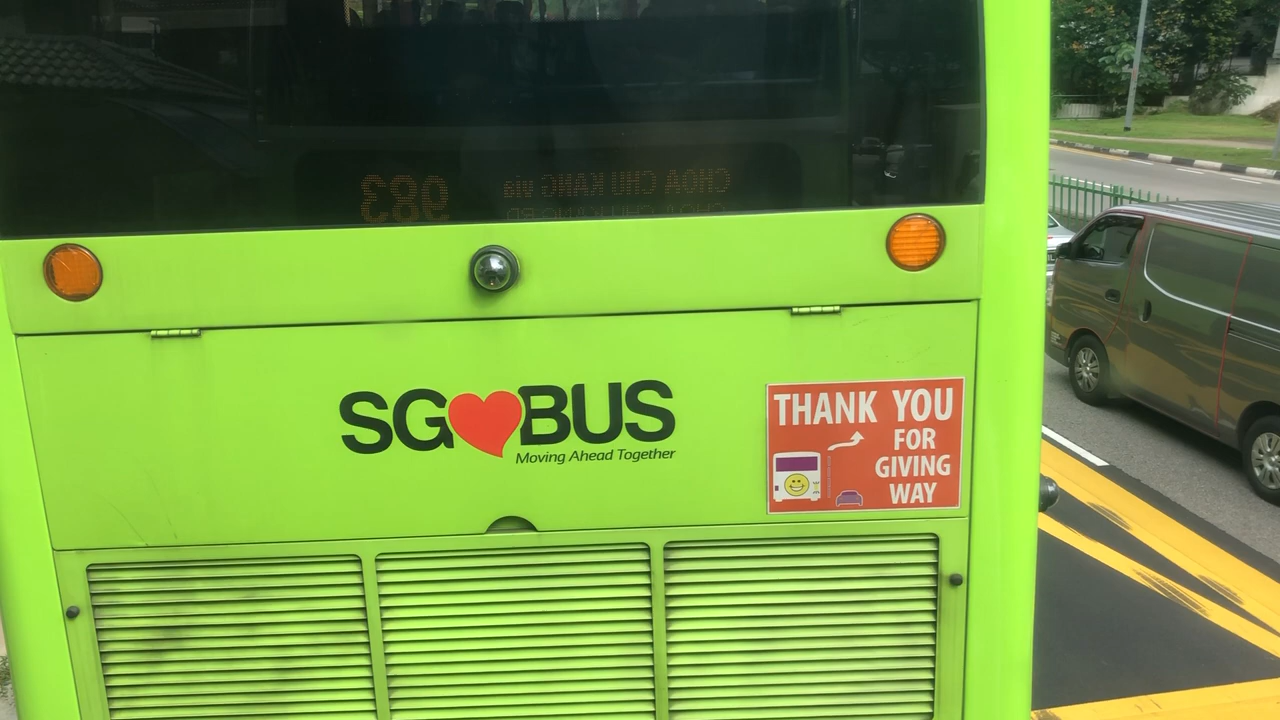 983
CHOA CHU KANG via
SG BUS
Moving Ahead Together
THANK YOU
FOR
GIVING
WAY